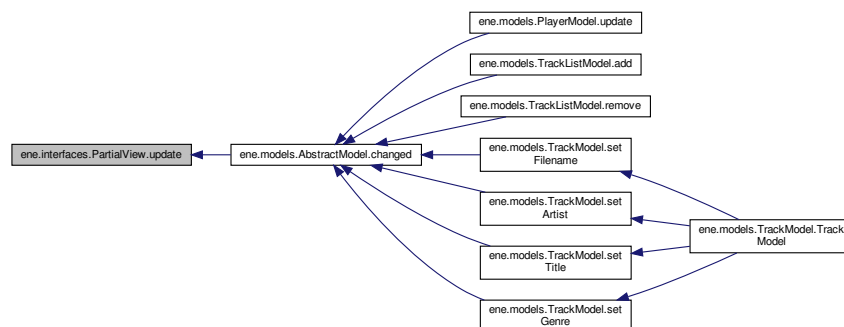 ene.models.PlayerModel.update
ene.models.TrackListModel.add
ene.models.TrackListModel.remove
ene.interfaces.PartialView.update
ene.models.AbstractModel.changed
ene.models.TrackModel.set
Filename
ene.models.TrackModel.set
Artist
ene.models.TrackModel.Track
Model
ene.models.TrackModel.set
Title
ene.models.TrackModel.set
Genre